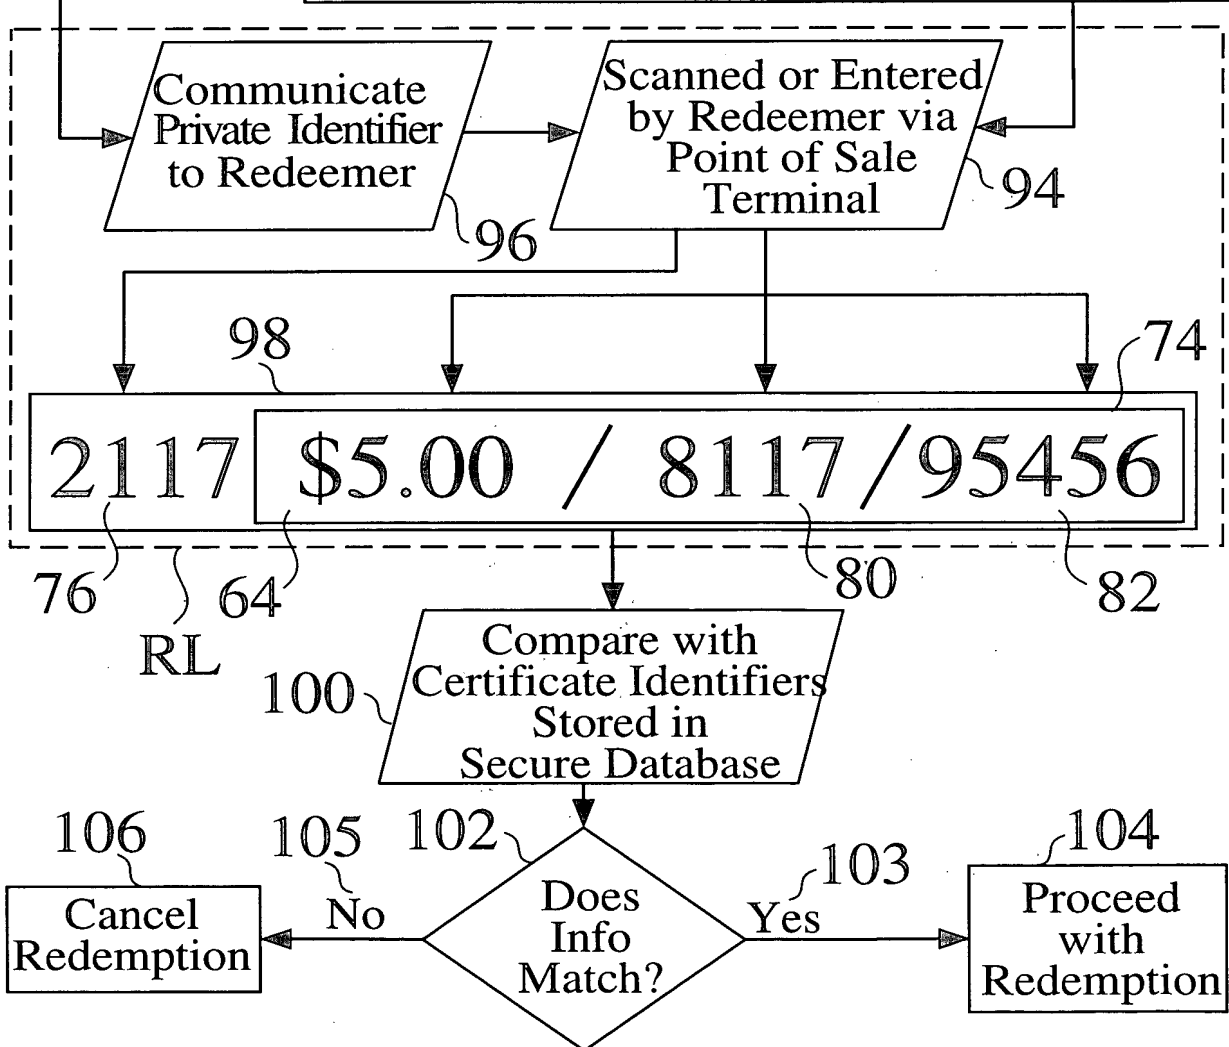 Communicate
Private Identifier
to Redeemer
96
Scanned or Entered
by Redeemer via
Point of Sale
Terminal
94
98
74
2117 $5.00 / 8117 / 95456
76
64
80
82
RL
100
Compare with
Certificate Identifiers
Stored in
Secure Database
106
105
102
103
104
Cancel
Redemption
No
Does
Info
Match?
Yes
Proceed
with
Redemption